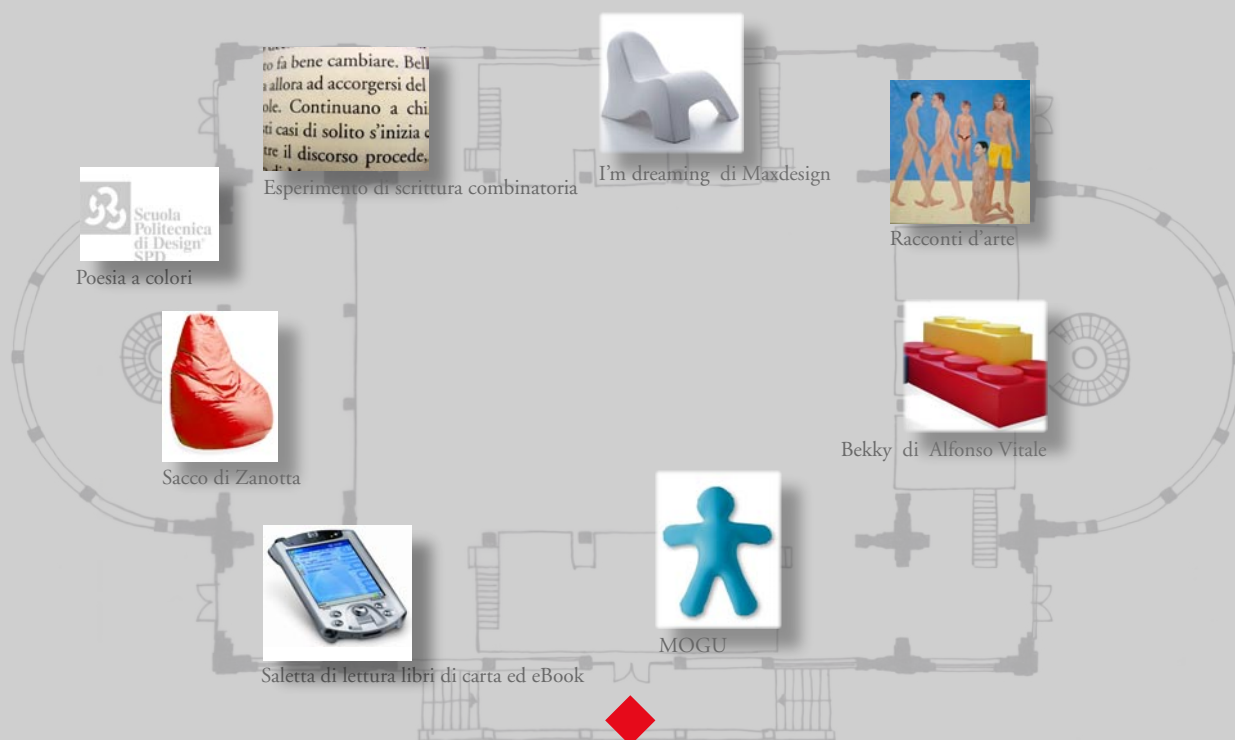 to fa bene cambiare. Bell
a allora ad accorgersi del
ole. Continuano a chi
ti casi di solito s'inizia
tre il discorso procede,
Esperimento di scrittura combinatoria
I'm dreaming di Maxdesign
Racconti d'arte
Scuola
Politecnica
di Design
SPD
Poesia a colori
Sacco di Zanotta
Bekky di Alfonso Vitale
MOGU
Saletta di lettura libri di carta ed eBook